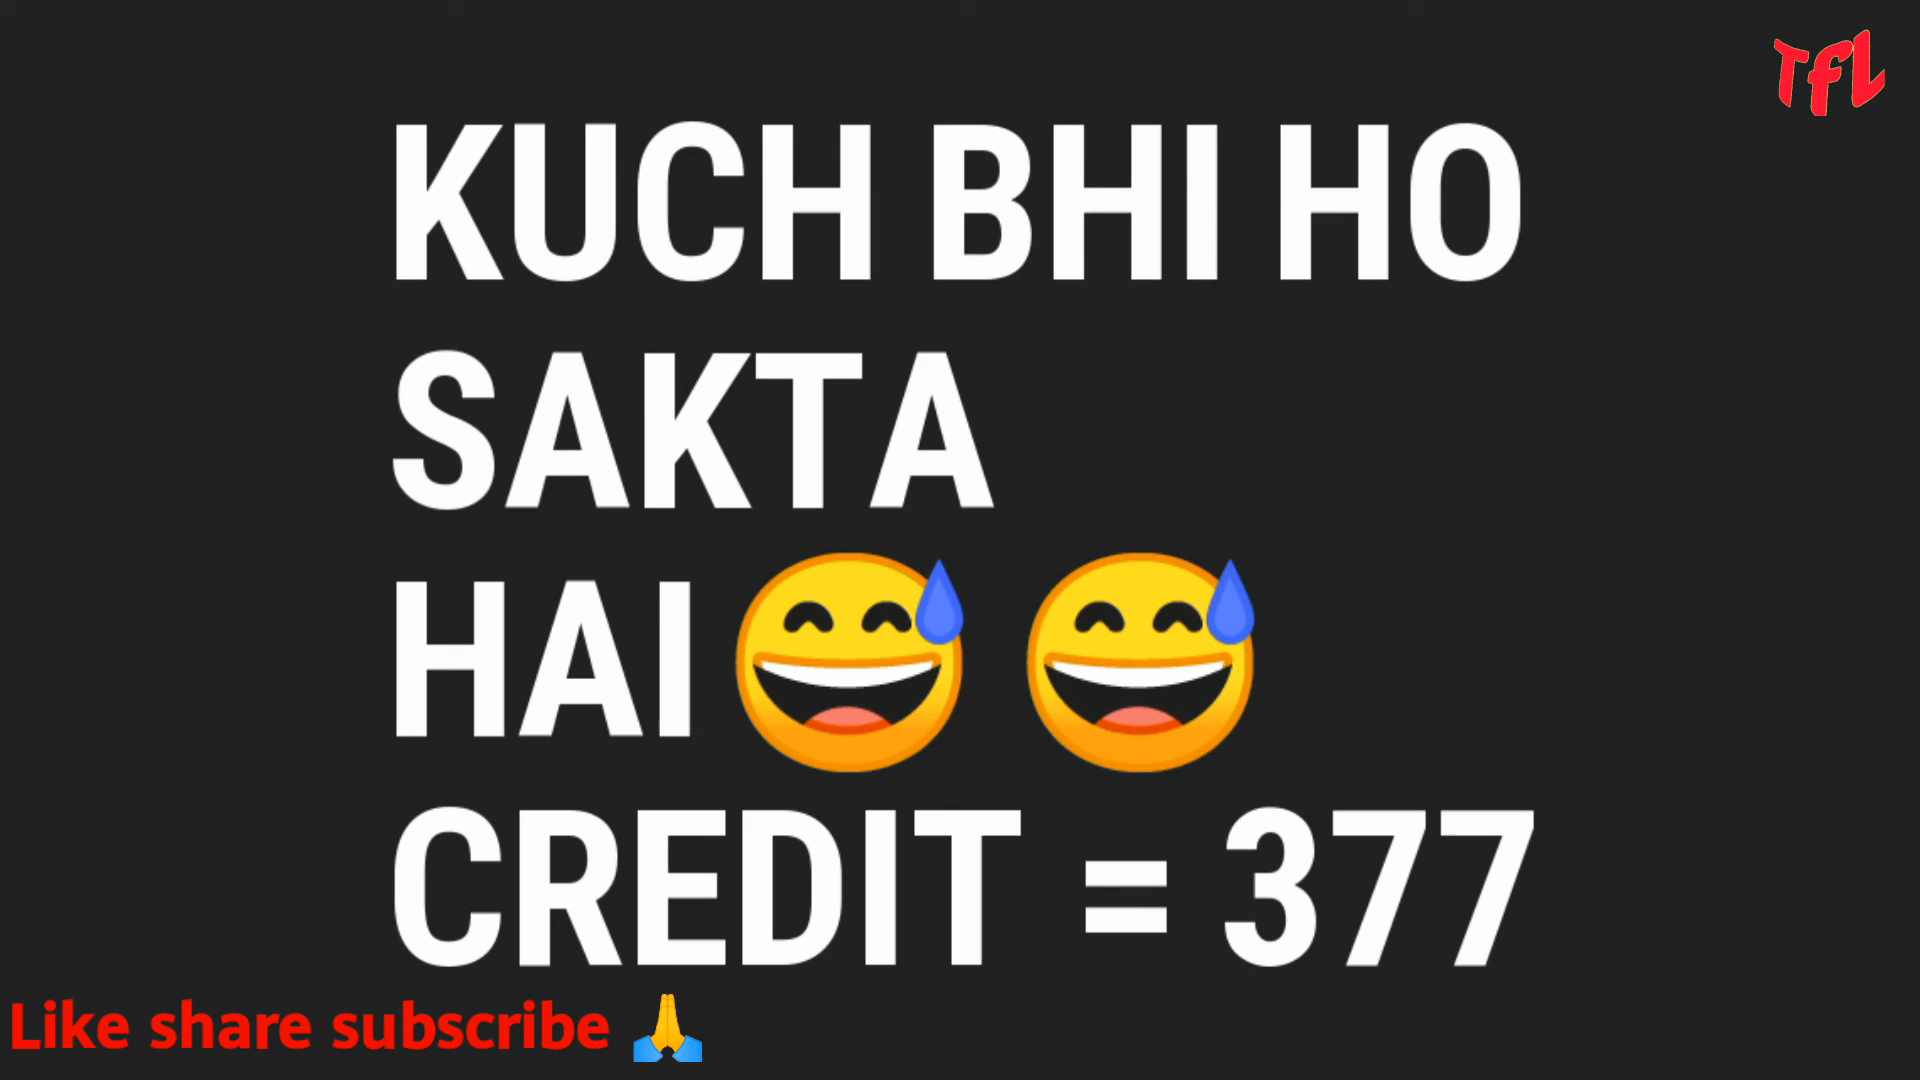 TfL
KUCH BHI HO
SAKTA
HAI😅 😅
CREDIT = 377
Like share subscribe 🙏